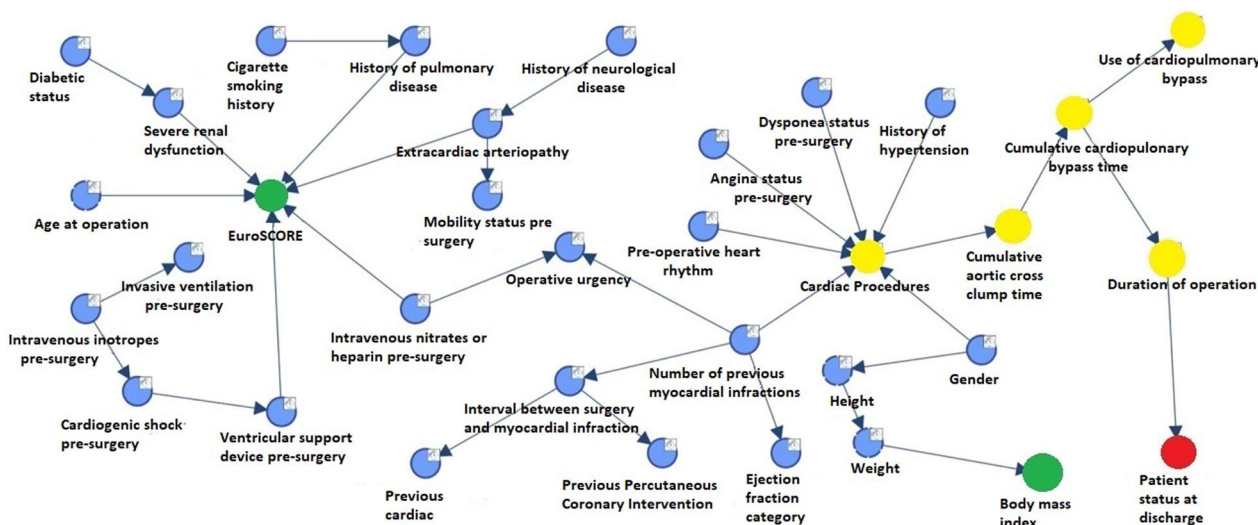 Diabetic
status
Cigarette
smoking
history
History of pulmonary
disease
History of neurological
disease
Use of cardiopulmonary
bypass
Severe renal
dysfunction
Extracardiac arteriopathy
Dysponea status
pre-surgery
History of
hypertension
Cumulative cardiopulonary
bypass time
Angina status
pre-surgery
Age at operation
EuroSCORE
Mobility status pre
surgery
Pre-operative heart
rhythm
Invasive ventilation
pre-surgery
Operative urgency
Cardiac Procedures
Cumulative
aortic cross
clump time
Duration of operation
Intravenous inotropes
pre-surgery
Intravenous nitrates or
heparin pre-surgery
Number of previous
myocardial infractions
Gender
Height
Cardiogenic shock
pre-surgery
Ventricular support
device pre-surgery
Interval between surgery
and myocardial infraction
Weight
Previous
cardiac
Previous Percutaneous
Coronary Intervention
Ejection
fraction
category
Body mass
index
Patient
status at
discharge